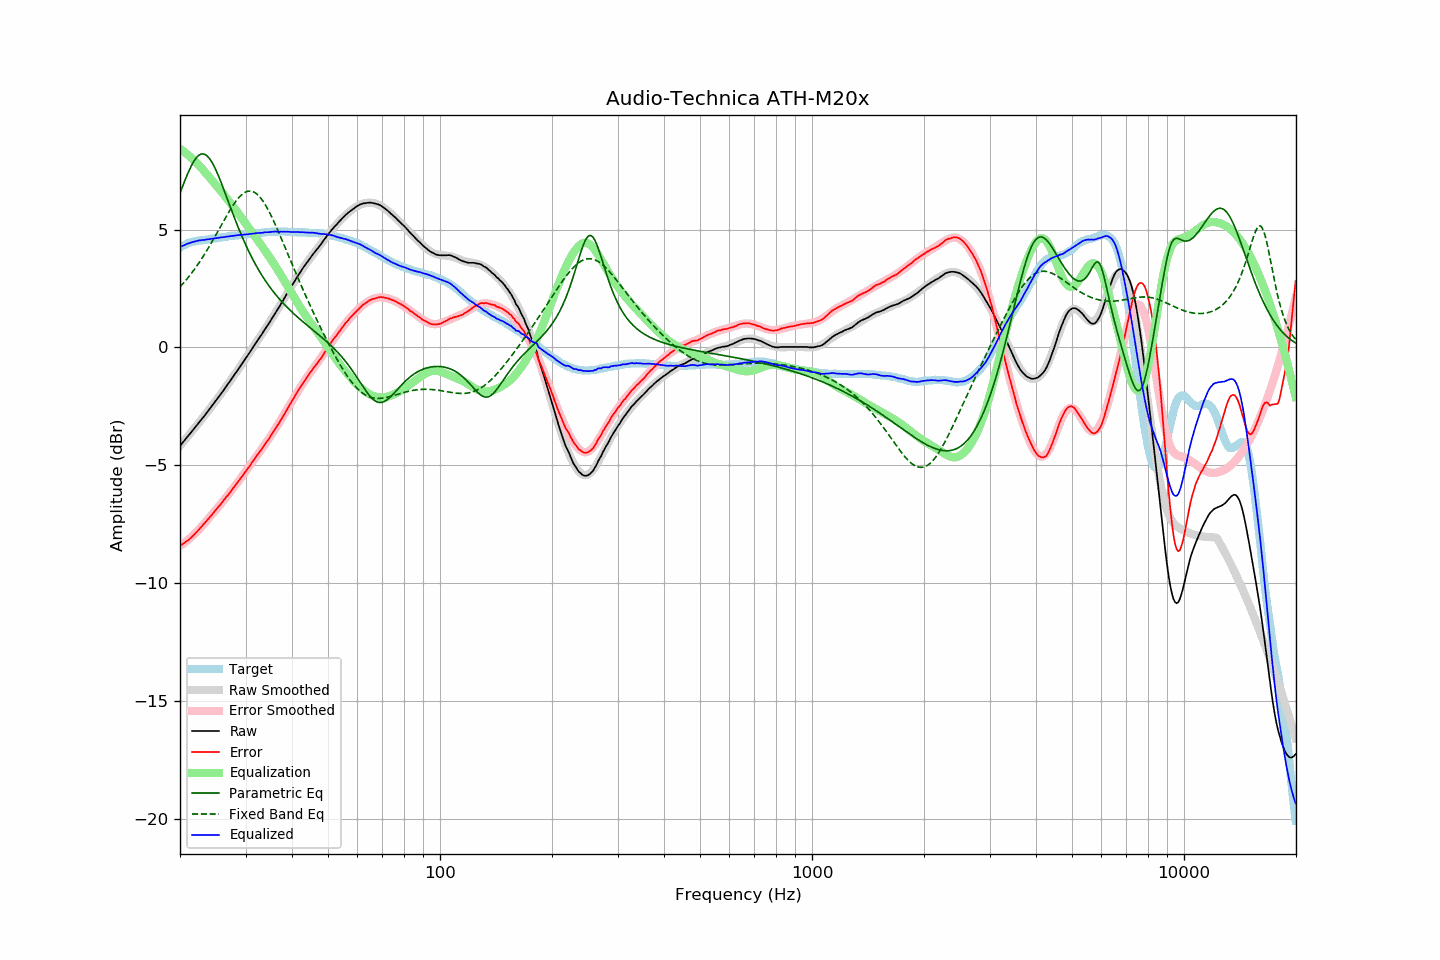 Audio-Technica ATH-M20x
Amplitude (dBr)
5
0
−5
−10
−15
−20
Target
Raw Smoothed
Error Smoothed
Raw
Error
Equalization
Parametric Eq
Fixed Band Eq
Equalized
100 1000 10000
Frequency (Hz)